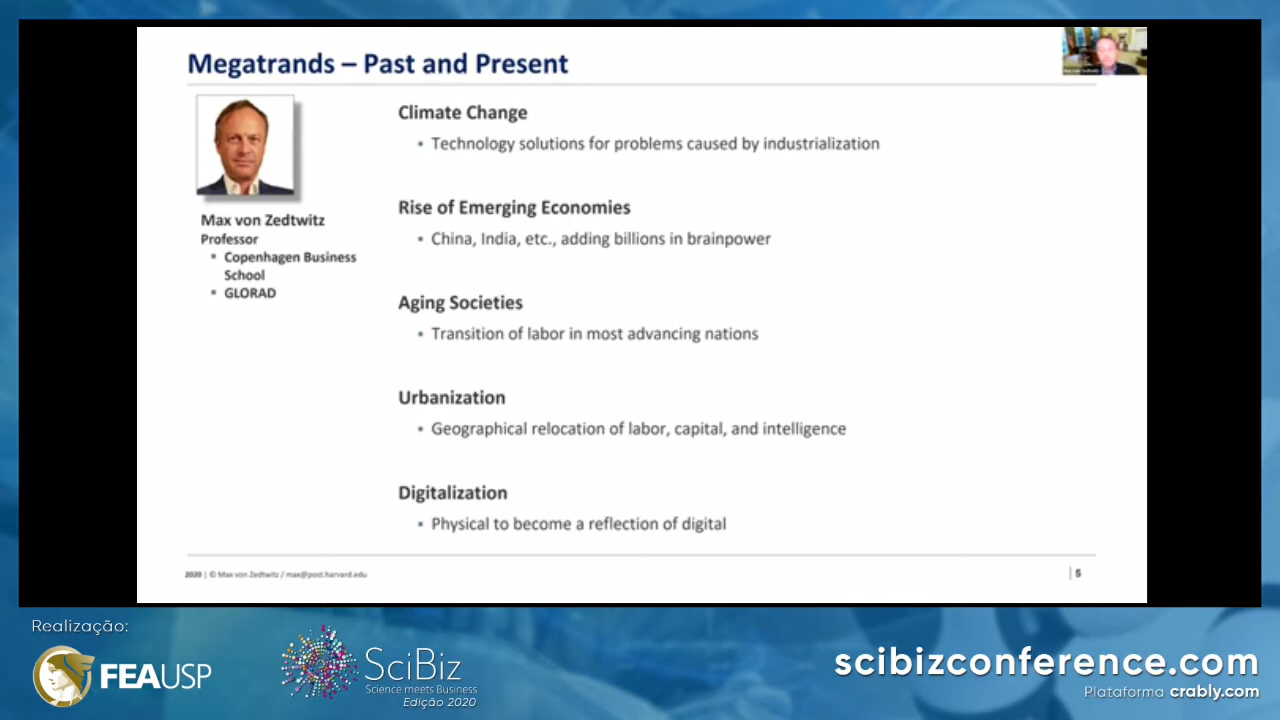 Megatrands – Past and Present
Max von Zedtwitz
Professor
▪ Copenhagen Business
School
▪ GLORAD
Climate Change
▪ Technology solutions for problems caused by industrialization
Rise of Emerging Economies
▪ China, India, etc., adding billions in brainpower
Aging Societies
▪ Transition of labor in most advancing nations
Urbanization
▪ Geographical relocation of labor, capital, and intelligence
Digitalization
▪ Physical to become a reflection of digital
2020 | © Max von Zedtwitz / max@post.harvard.edu
| 5
Realização:
FEAUSP
SciBiz
Science meets Business
Edição 2020
scibizconference.com
Plataforma crably.com